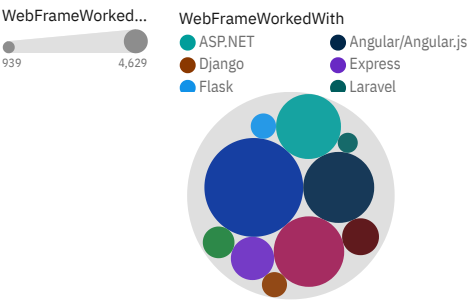 WebFrameWorked...
939
4,629
WebFrameWorkedWith
ASP.NET
Angular/Angular.js
Django
Express
Flask
Laravel